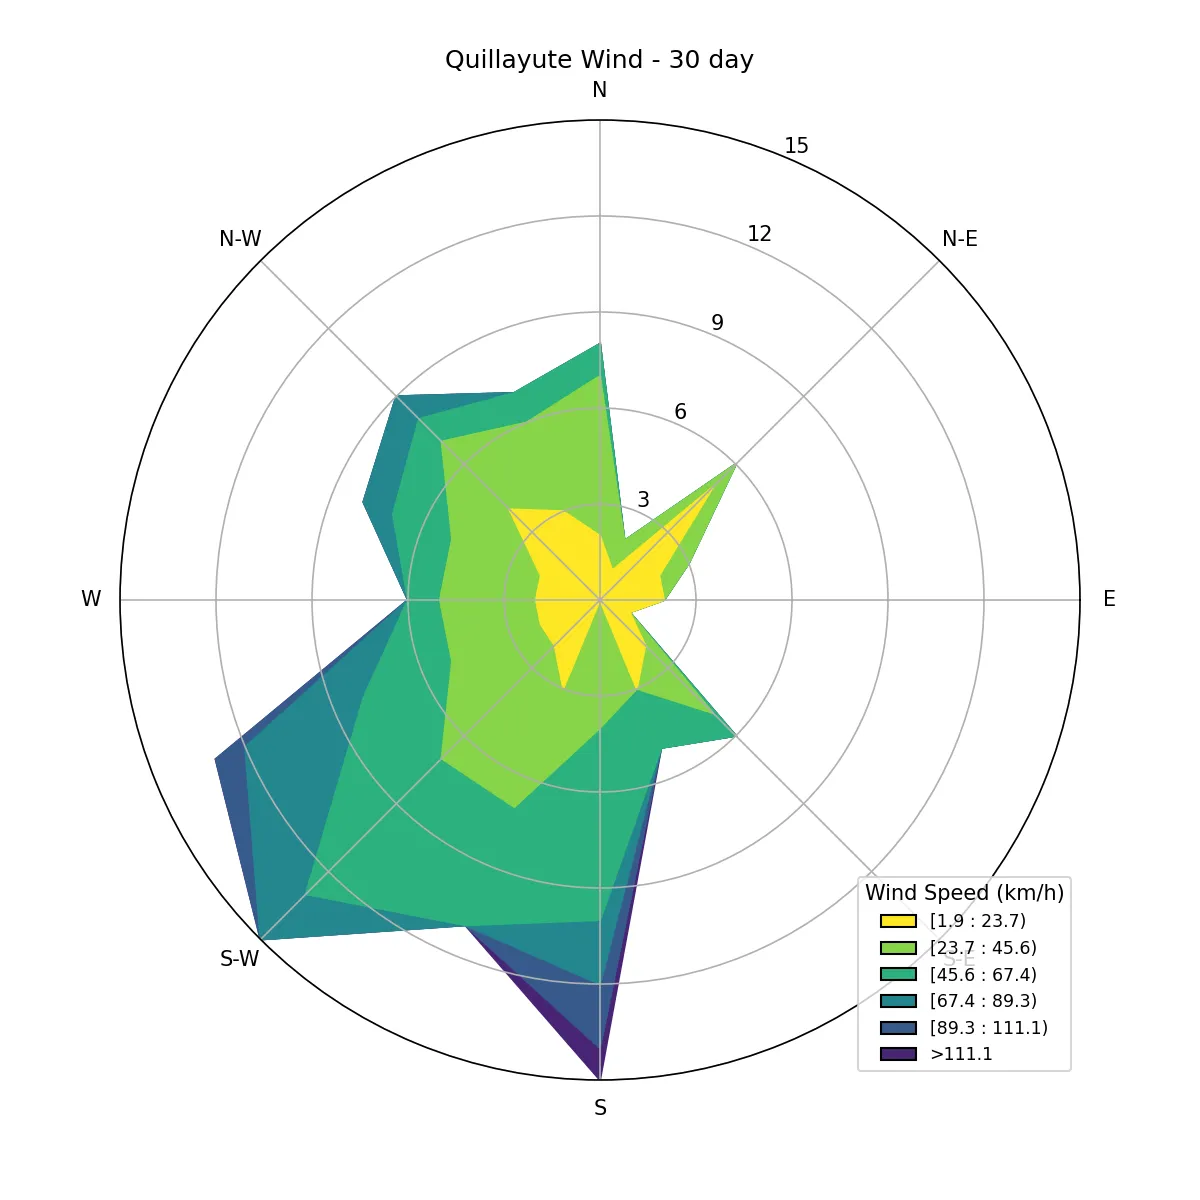 Quillayute Wind - 30 day
N
15
N-W
12
N-E
9
6
3
W
E
S-W
S-E
S
Wind Speed (km/h)
[1.9 : 23.7)
[23.7 : 45.6)
[45.6 : 67.4)
[67.4 : 89.3)
[89.3 : 111.1)
>111.1